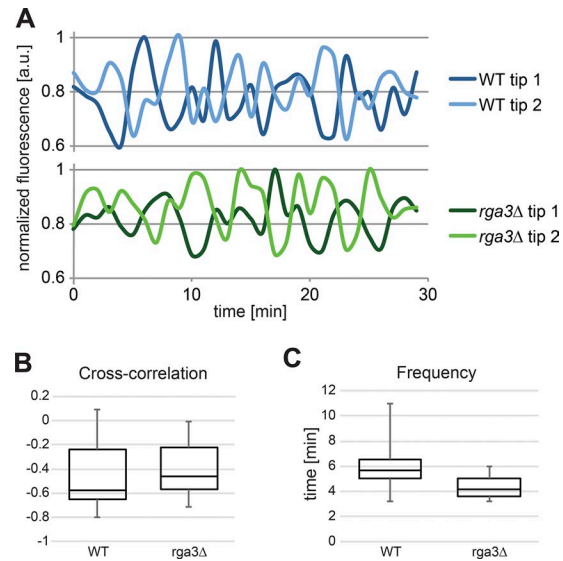 A
normalized fluorescence [a.u.]
1
0.8
0.6
WT tip 1
WT tip 2
1
0.8
0.6
rga3Δ tip 1
rga3Δ tip 2
0
10
20
30
time [min]
B
Cross-correlation
0.2
0
-0.2
-0.4
-0.6
-0.8
-1
WT
rga3Δ
C
Frequency
time [min]
12
10
8
6
4
2
0
WT
rga3Δ